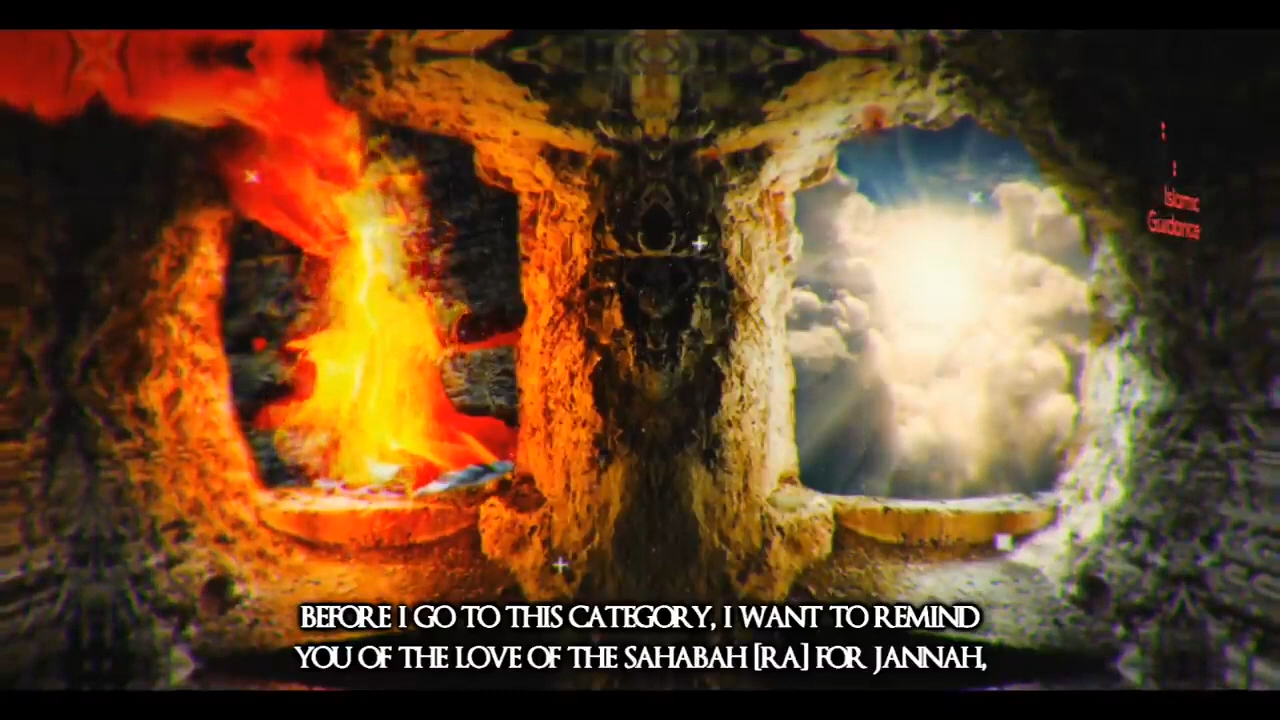 Islamic
Guidance
BEFORE I GO TO THIS CATEGORY, I WANT TO REMIND
YOU OF THE LOVE OF THE SAHABAH [RA] FOR JANNAH,